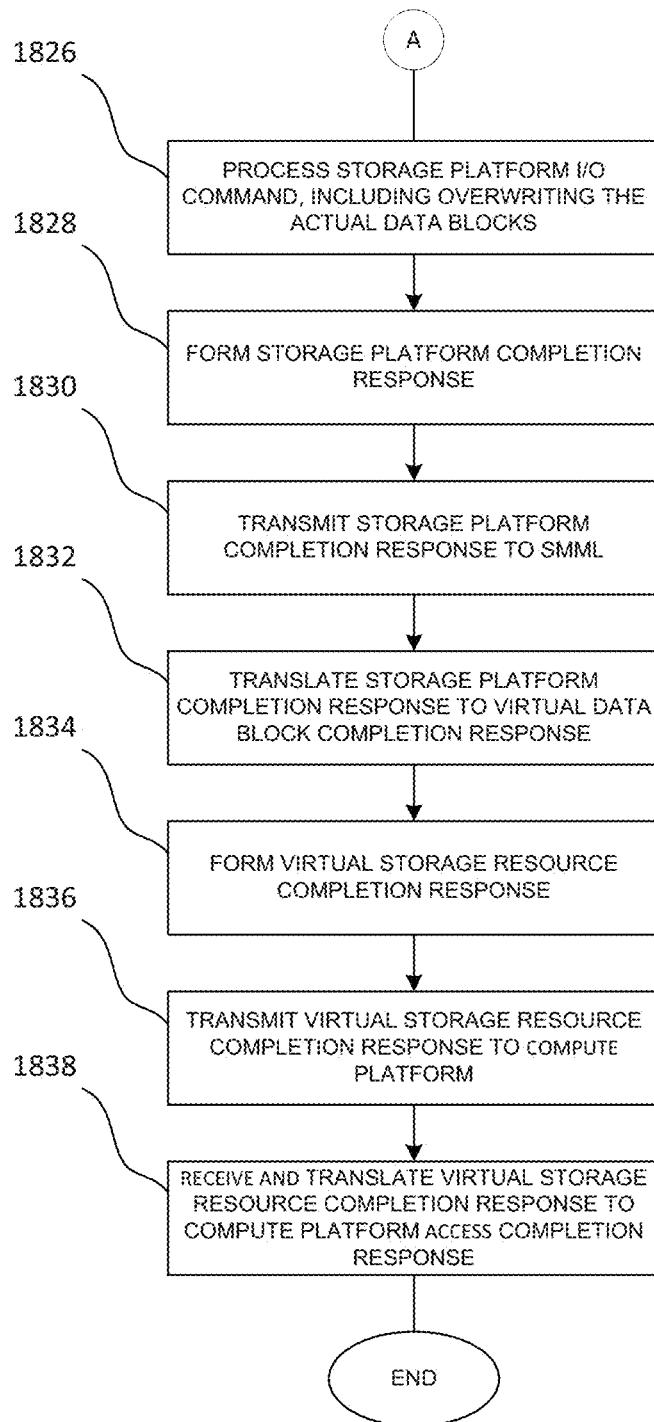 A
1826
PROCESS STORAGE PLATFORM I/O
COMMAND, INCLUDING OVERWRITING THE
ACTUAL DATA BLOCKS
1828
FORM STORAGE PLATFORM COMPLETION
RESPONSE
1830
TRANSMIT STORAGE PLATFORM
COMPLETION RESPONSE TO SMML
1832
TRANSLATE STORAGE PLATFORM
COMPLETION RESPONSE TO VIRTUAL DATA
BLOCK COMPLETION RESPONSE
1834
FORM VIRTUAL STORAGE RESOURCE
COMPLETION RESPONSE
1836
TRANSMIT VIRTUAL STORAGE RESOURCE
COMPLETION RESPONSE TO COMPUTE
PLATFORM
1838
RECEIVE AND TRANSLATE VIRTUAL STORAGE
RESOURCE COMPLETION RESPONSE TO
COMPUTE PLATFORM ACCESS COMPLETION
RESPONSE
END